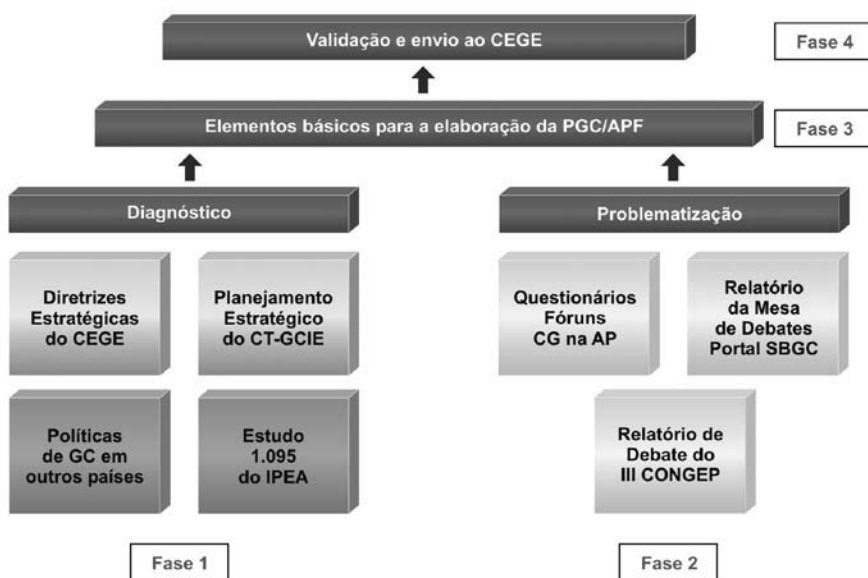 Validação e envio ao CEGE
Fase 4
Elementos básicos para a elaboração da PGC/APF
Fase 3
Diagnóstico
Problematização
Diretrizes
Estratégicas
do CEGE
Planejamento
Estratégico
do CT-GCIE
Questionários
Fóruns
CG na AP
Relatório
da Mesa
de Debates
Portal SBGC
Políticas
de GC em
outros países
Estudo
1.095
do IPEA
Relatório de
Debate do
III CONGEP
Fase 1
Fase 2